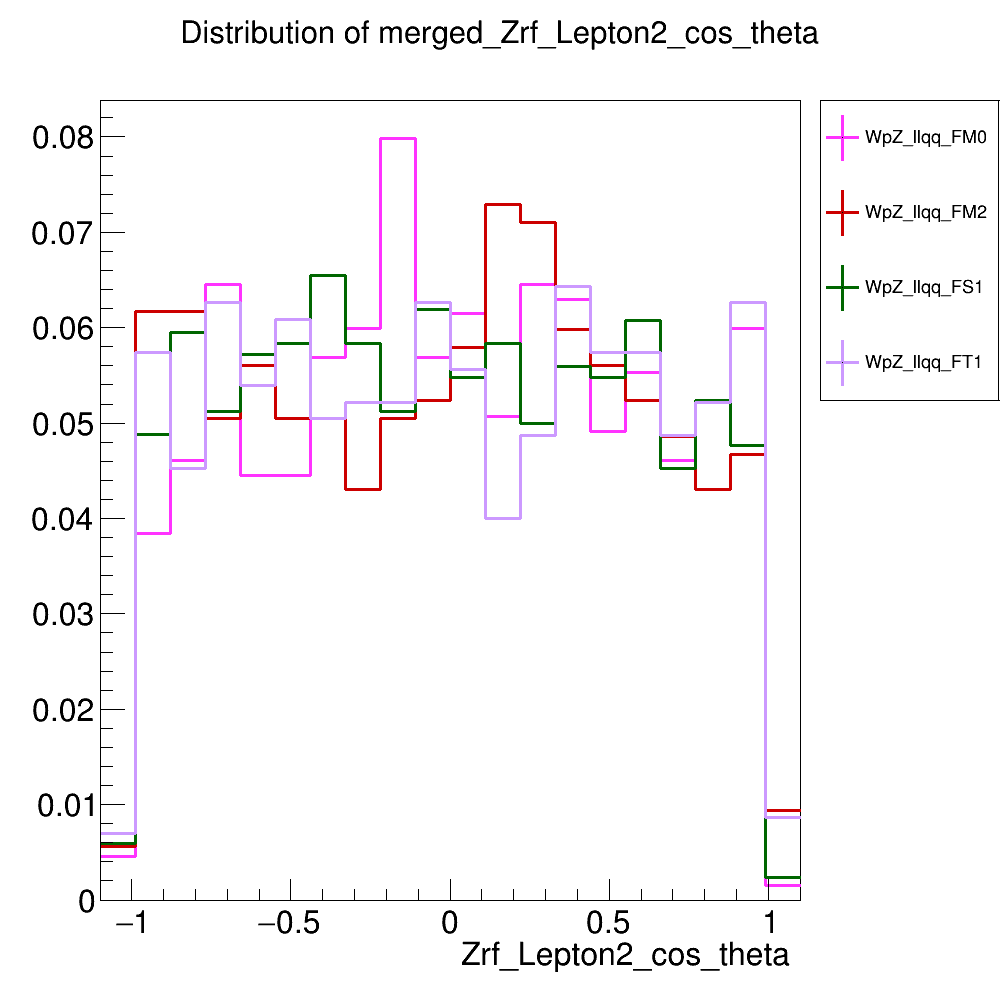 Distribution of merged_Zrf_Lepton2_cos_theta
0.08
0.07
0.06
0.05
0.04
0.03
0.02
0.01
0
−1
−0.5
0
0.5
1
Zrf_Lepton2_cos_theta
WpZ_llqq_FM0
WpZ_llqq_FM2
WpZ_llqq_FS1
WpZ_llqq_FT1